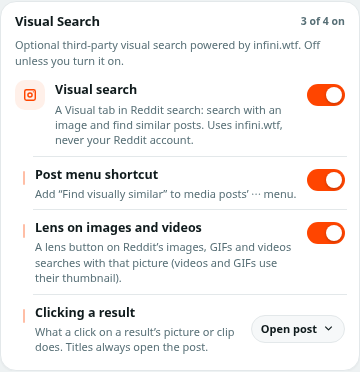 Visual Search
3 of 4 on
Optional third-party visual search powered by infini.wtf. Off
unless you turn it on.
Visual search
A Visual tab in Reddit search: search with an
image and find similar posts. Uses infini.wtf,
never your Reddit account.
Post menu shortcut
Add “Find visually similar” to media posts’ ··· menu.
Lens on images and videos
A lens button on Reddit’s images, GIFs and videos
searches with that picture (videos and GIFs use
their thumbnail).
Clicking a result
What a click on a result’s picture or clip
does. Titles always open the post.
Open post